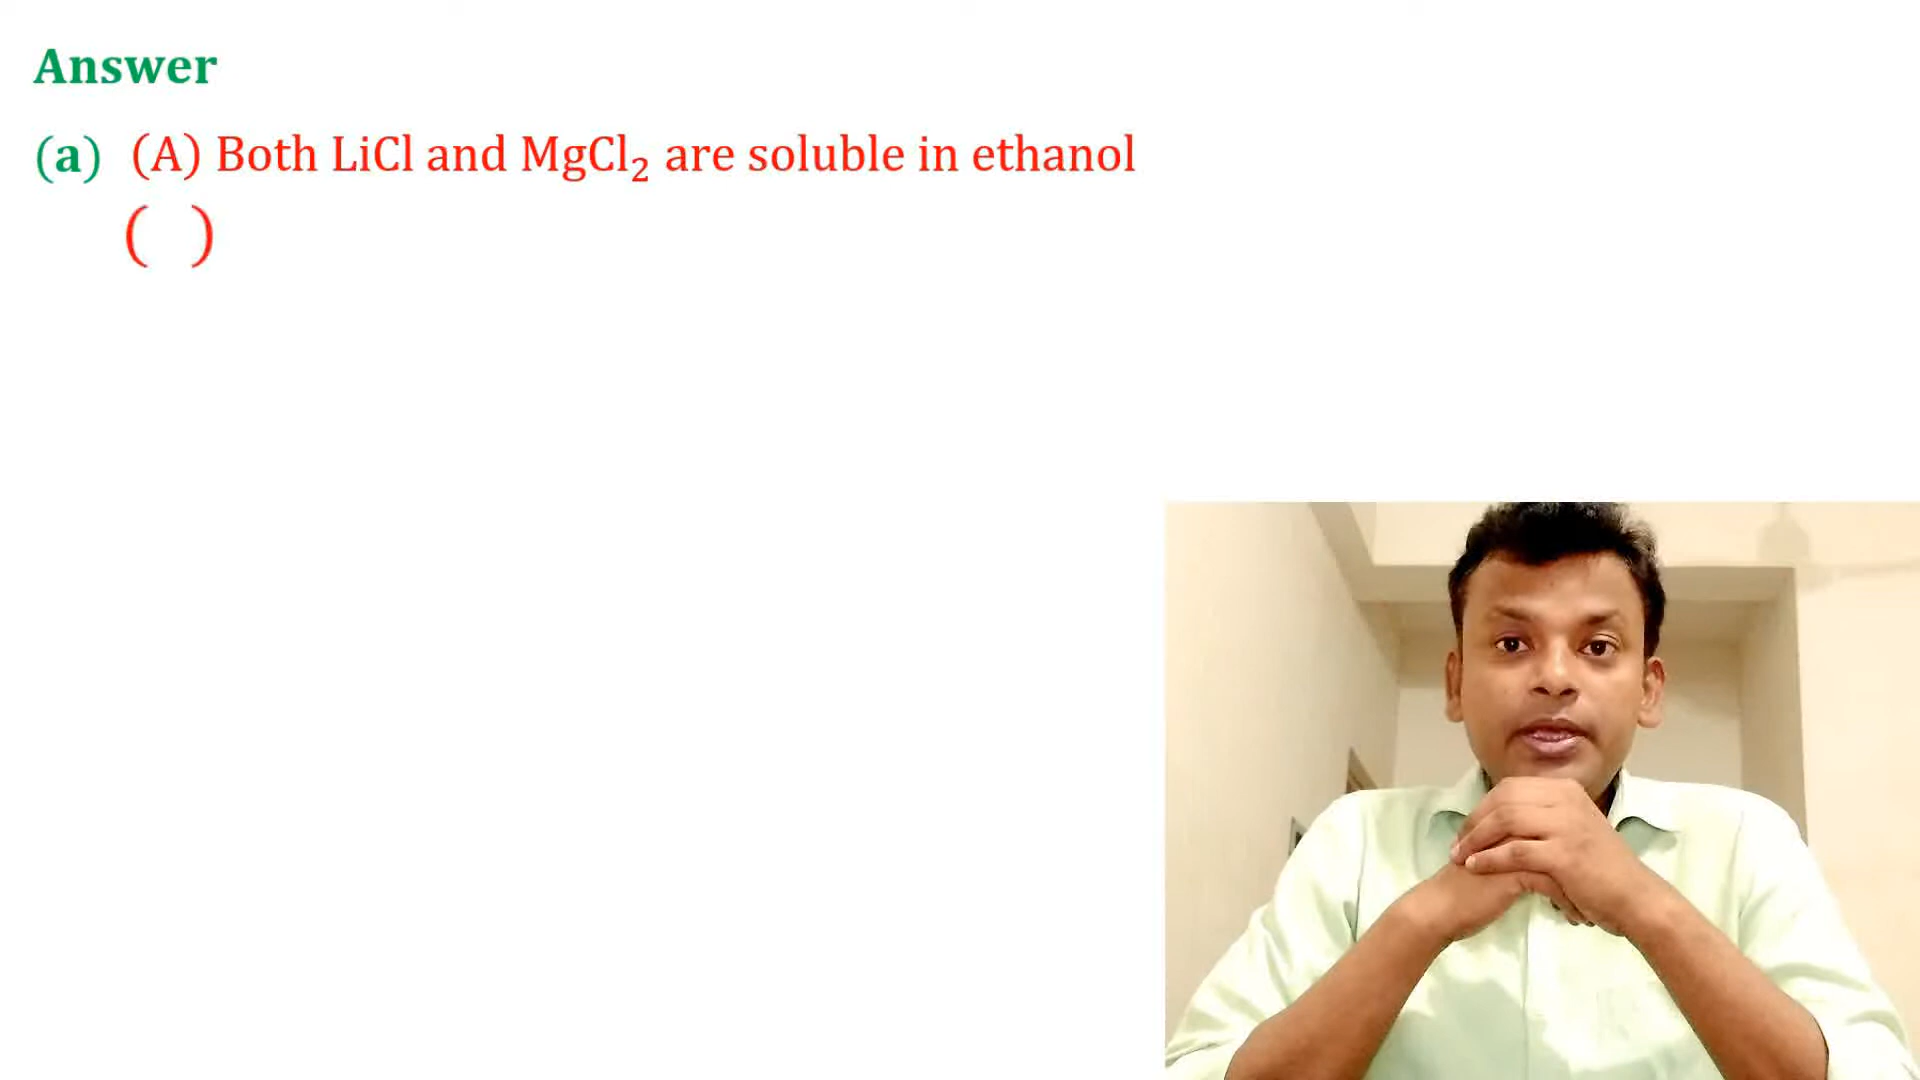 Answer
(a) (A) Both LiCl and MgCl₂ are soluble in ethanol
( )